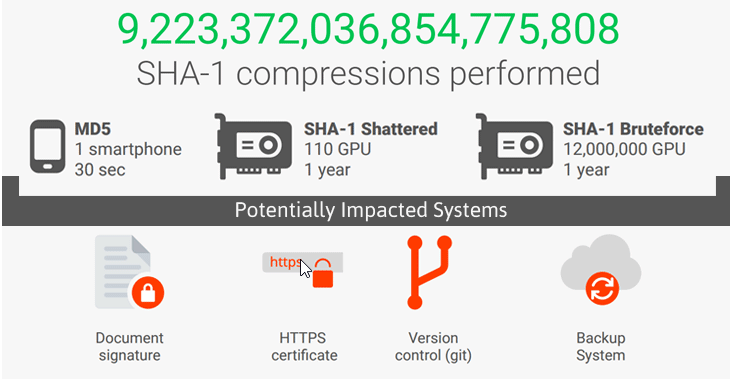 9,223,372,036,854,775,808
SHA-1 compressions performed
MD5
1 smartphone
30 sec
SHA-1 Shattered
110 GPU
1 year
SHA-1 Bruteforce
12,000,000 GPU
1 year
Potentially Impacted Systems
https
Document
signature
HTTPS
certificate
Version
control (git)
Backup
System